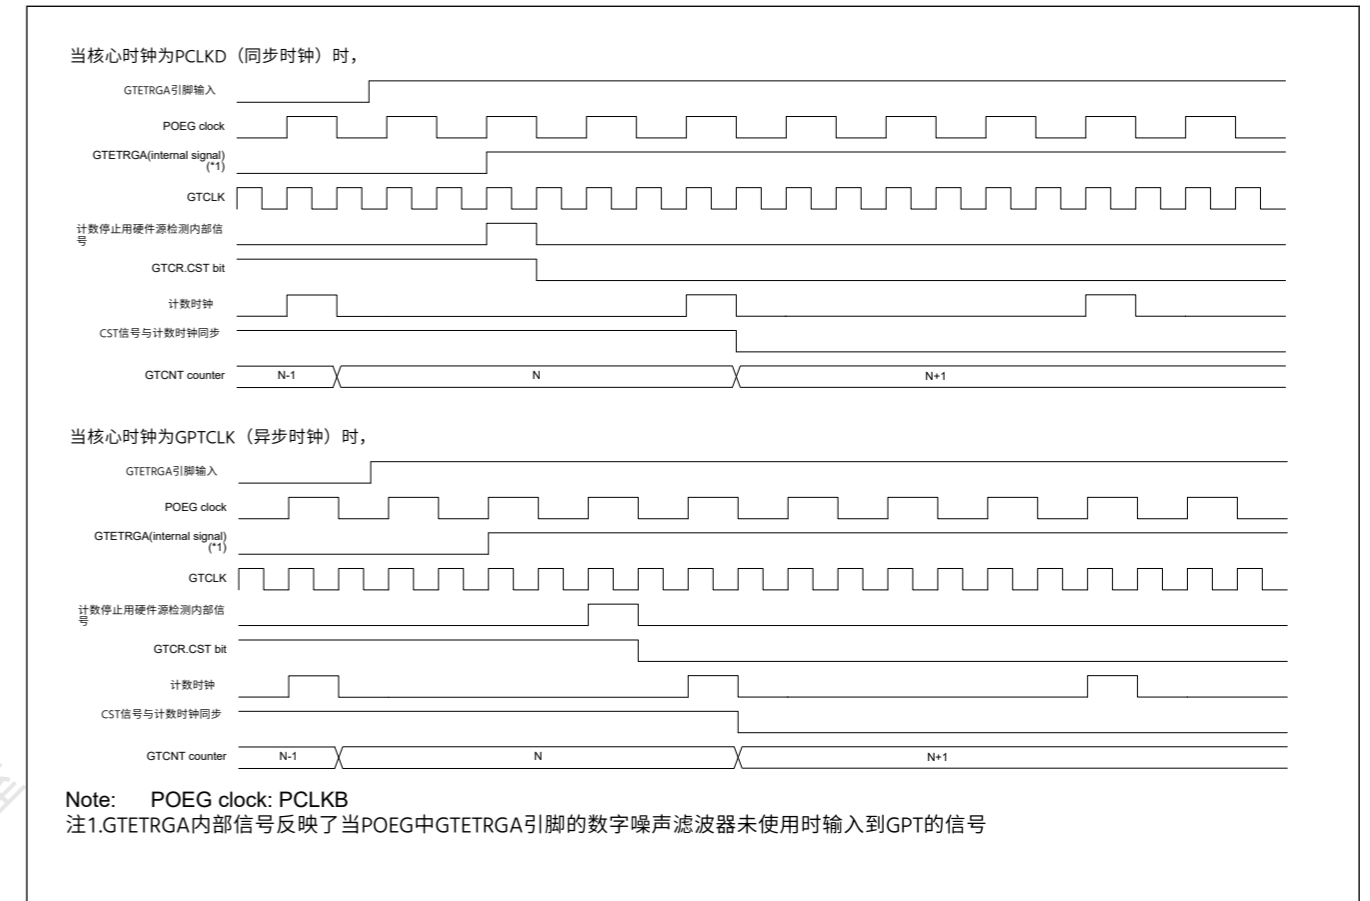 当核心时钟为PCLKD（同步时钟）时，
GTETRGA引脚输入
POEG clock
GTETRGA(internal signal)
(*1)
GTCLK
计数停止用硬件源检测内部信
号
GTCR.CST bit
计数时钟
CST信号与计数时钟同步
GTCNT counter N-1 N N+1
当核心时钟为GPTCLK（异步时钟）时，
GTETRGA引脚输入
POEG clock
GTETRGA(internal signal)
(*1)
GTCLK
计数停止用硬件源检测内部信
号
GTCR.CST bit
计数时钟
CST信号与计数时钟同步
GTCNT counter N-1 N N+1
Note: POEG clock: PCLKB
注1.GTETRGA内部信号反映了当POEG中GTETRGA引脚的数字噪声滤波器未使用时输入到GPT的信号